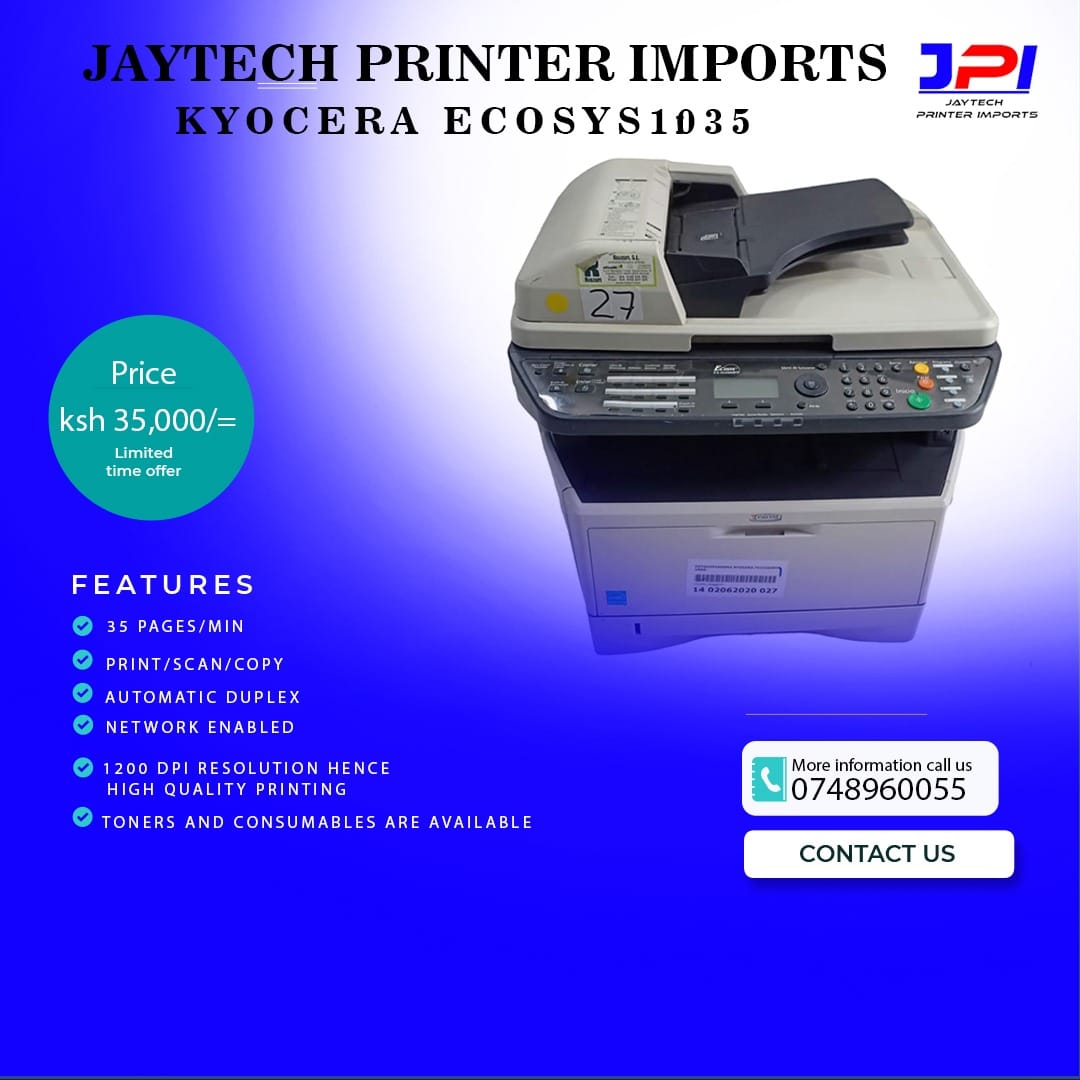 JAYTECH PRINTER IMPORTS
KYOCERA ECOSYS1035
JPI
JAYTECH
PRINTER IMPORTS
27
Price
ksh 35,000/=
Limited
time offer
Inicio
14 02062020 027
FEATURES
35 PAGES/MIN
PRINT/SCAN/COPY
AUTOMATIC DUPLEX
NETWORK ENABLED
1200 DPI RESOLUTION HENCE
HIGH QUALITY PRINTING
TONERS AND CONSUMABLES ARE AVAILABLE
More information call us
0748960055
CONTACT US